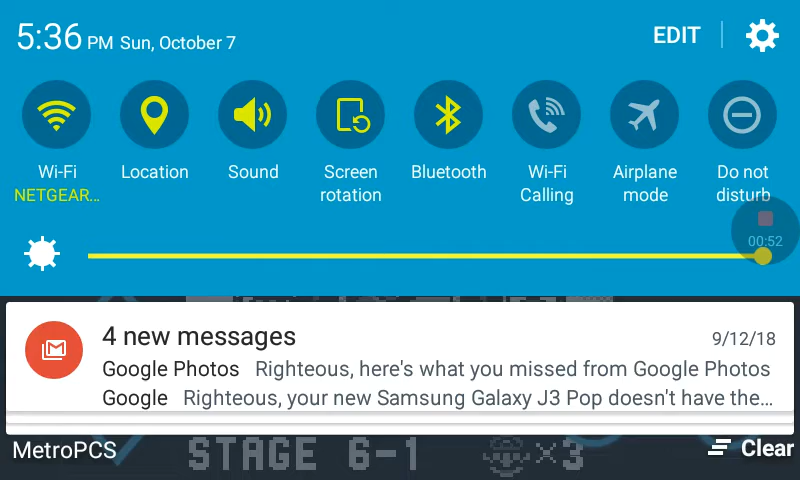 5:36 PM Sun, October 7 EDIT
Wi-Fi Location Sound Screen rotation Bluetooth Wi-Fi Calling Airplane mode Do not disturb
NETGEAR...
00:52
4 new messages 9/12/18
Google Photos Righteous, here's what you missed from Google Photos
Google Righteous, your new Samsung Galaxy J3 Pop doesn't have the...
MetroPCS STAGE 6-1 ×3 Clear